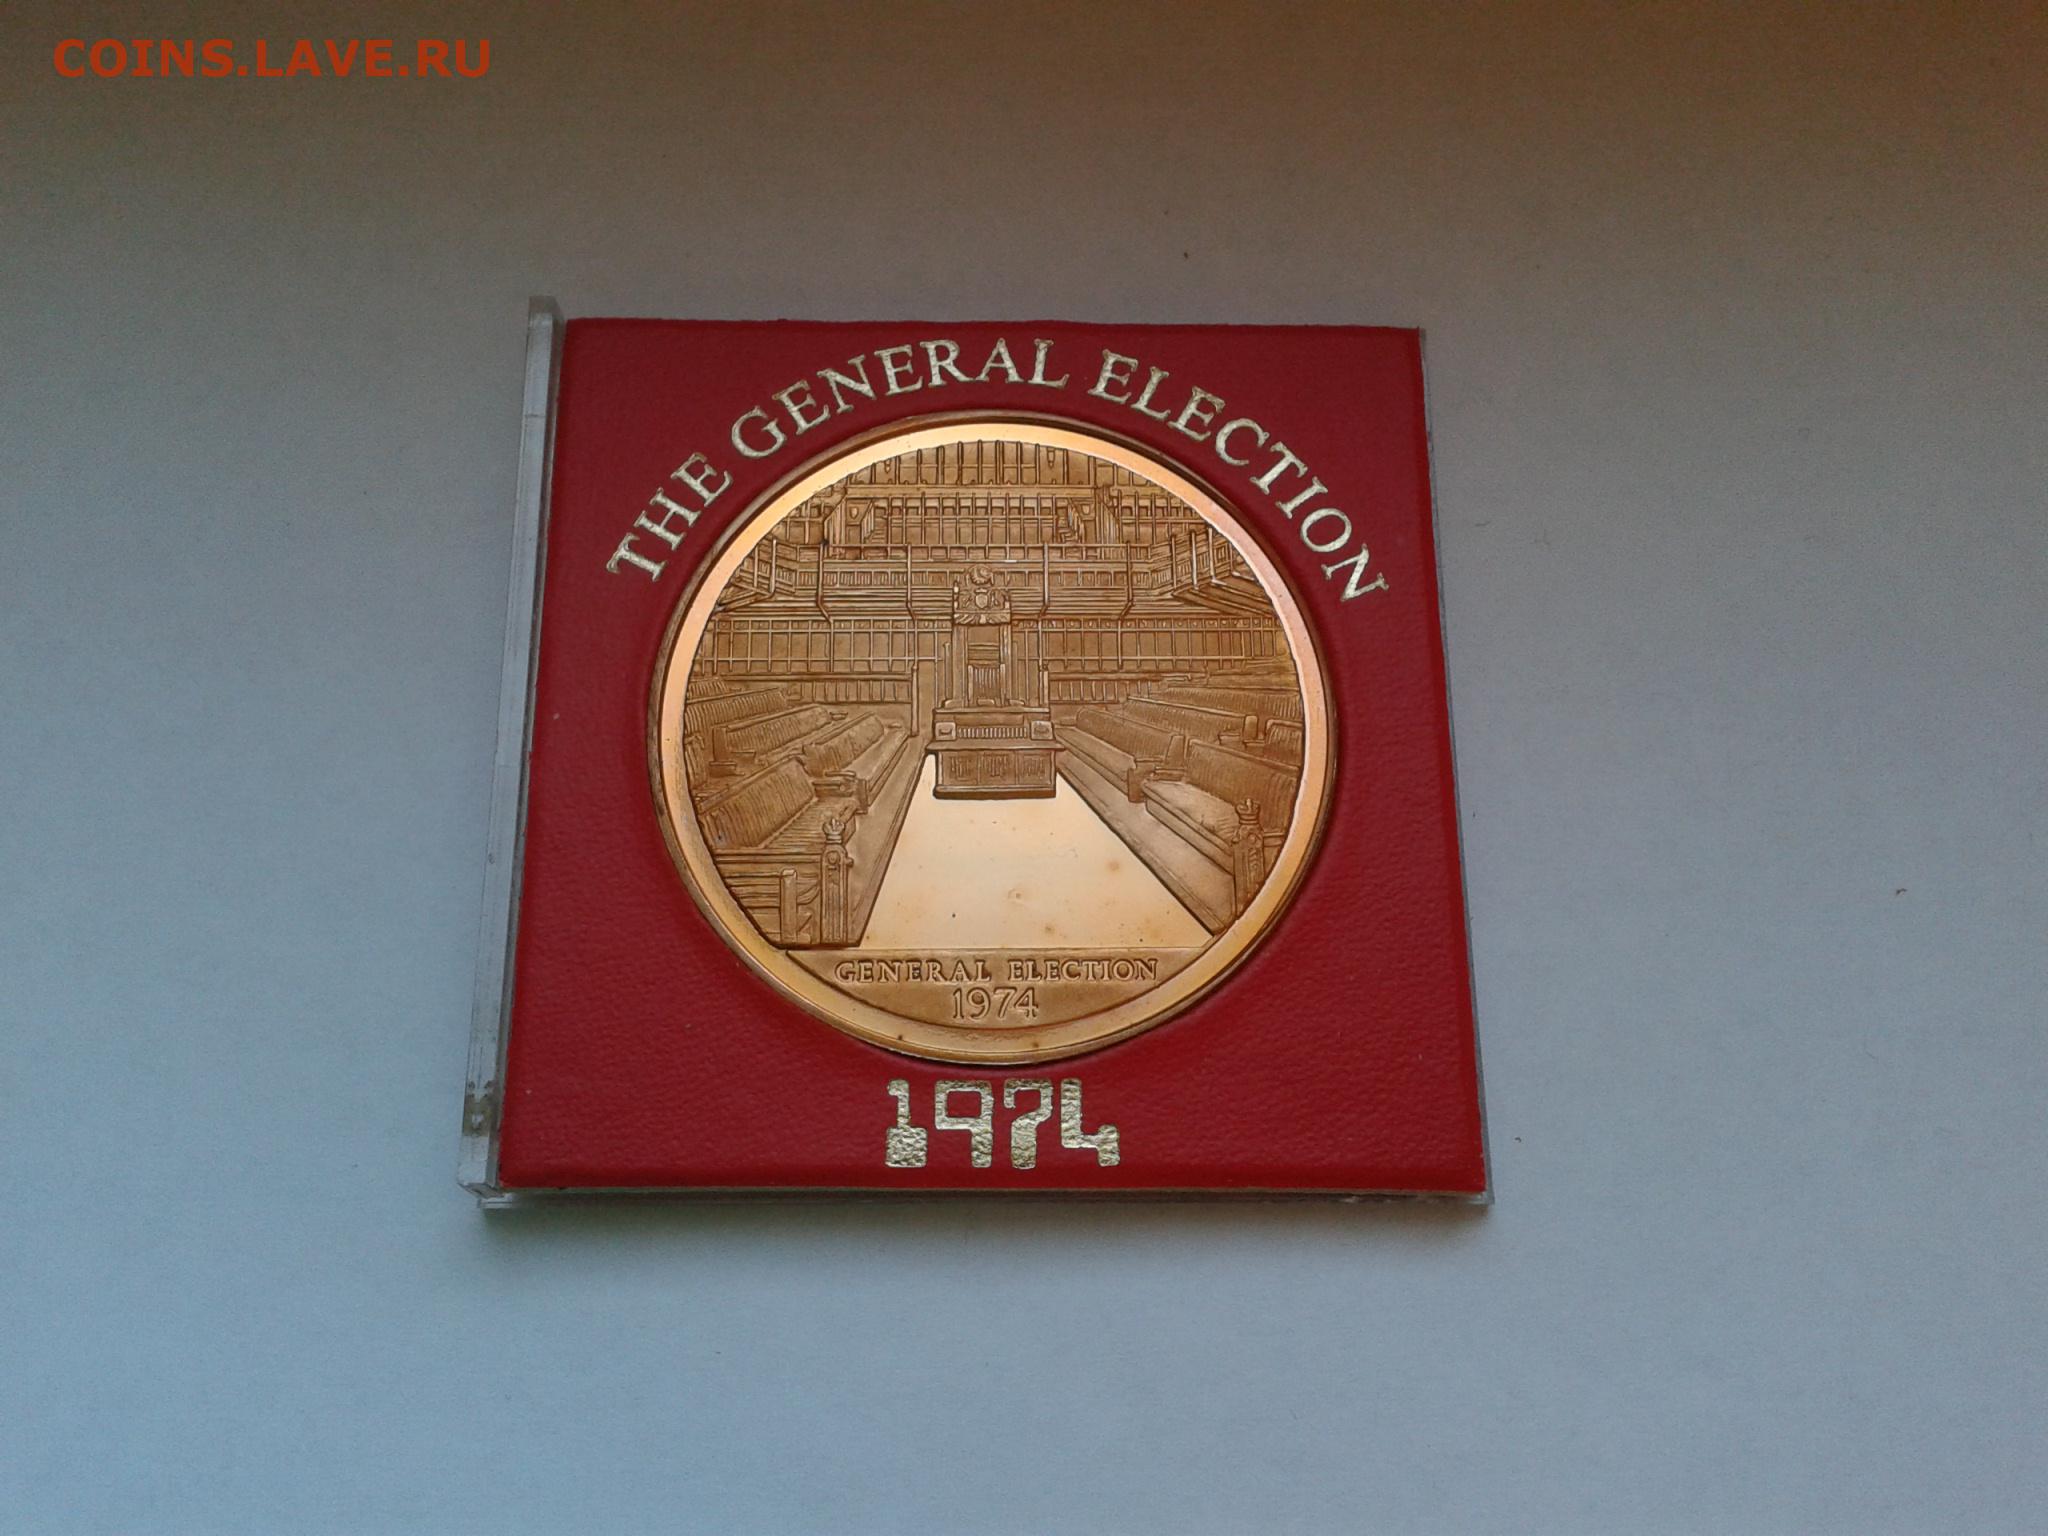 COINS.LAVE.RU
THE GENERAL ELECTION
GENERAL ELECTION
1974
1974